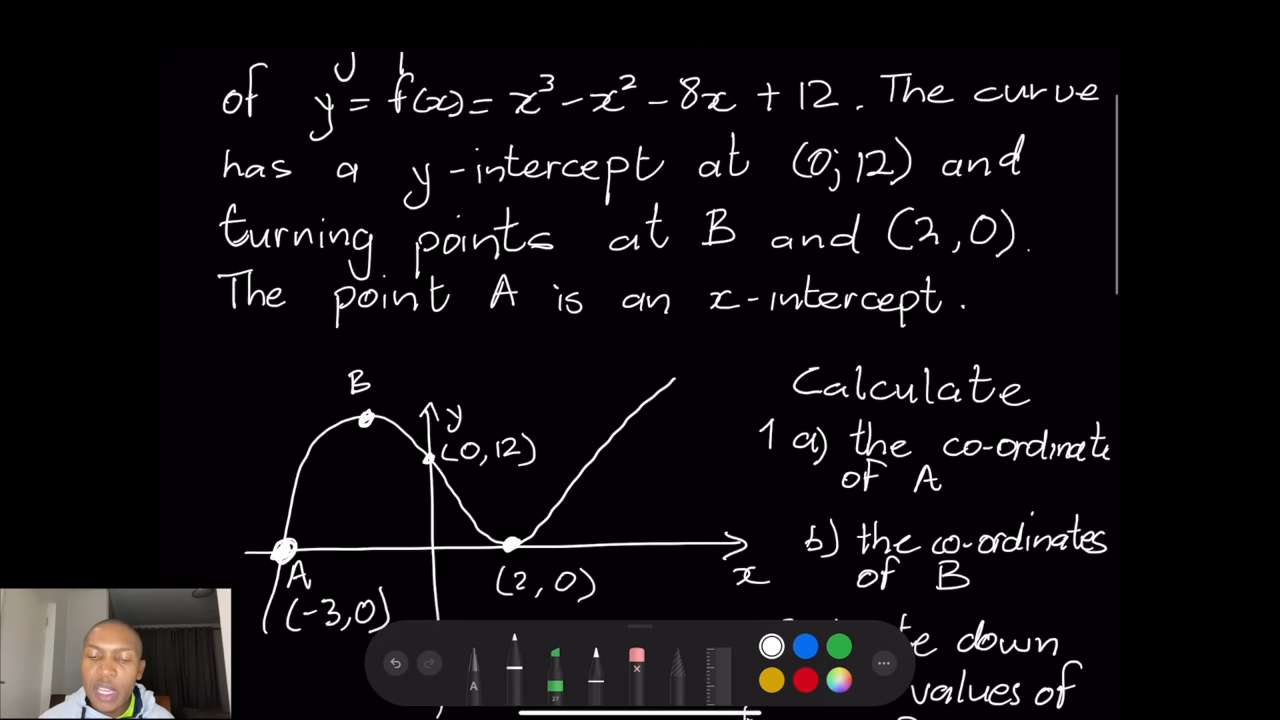 of y = f(x) = x³ - x² - 8x + 12. The curve
has a y-intercept at (0; 12) and
turning points at B and (2, 0).
The point A is an x-intercept.
B
y
(0, 12)
A
(-3, 0)
(2, 0)
x
Calculate
1 a) the co-ordinate
of A
b) the co-ordinates
of B
down
values of
A
27